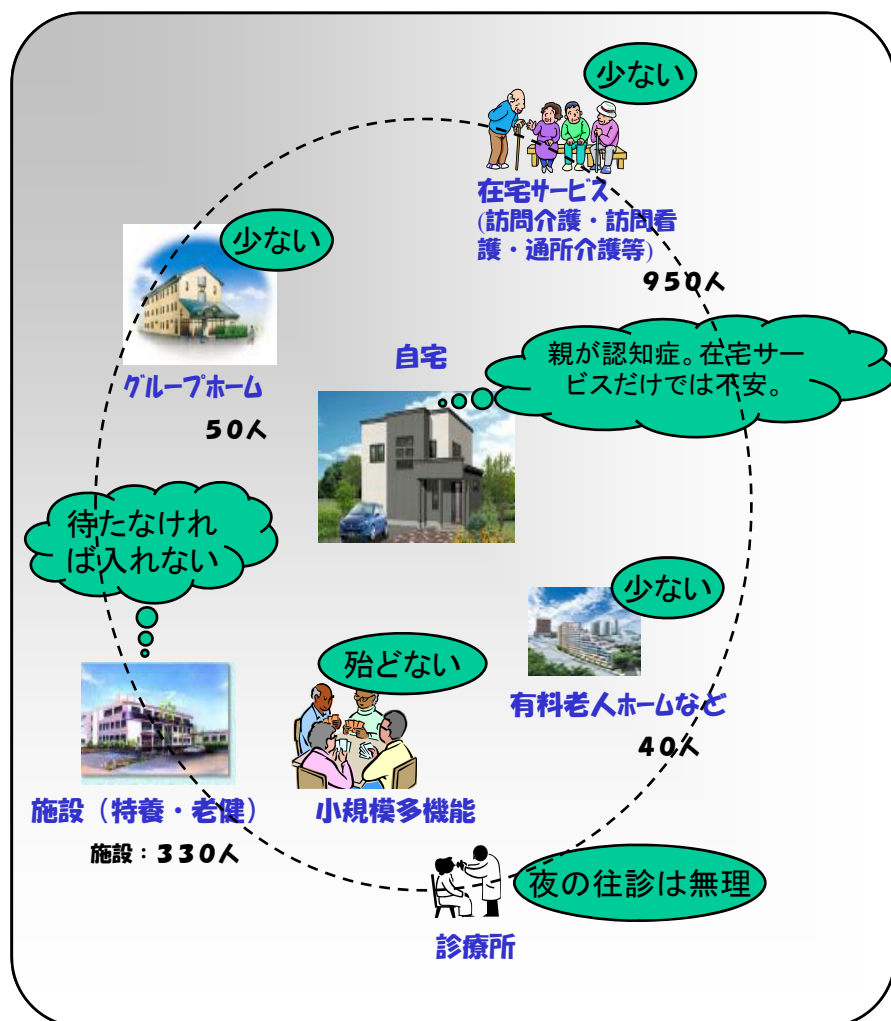 少ない
在宅サービス
(訪問介護・訪問看
護・通所介護等)
950人
少ない
グループホーム
50人
自宅
親が認知症。在宅サー
ビスだけでは不安。
待たなけれ
ば入れない
少ない
有料老人ホームなど
40人
殆どない
小規模多機能
施設（特養・老健）
施設：330人
夜の往診は無理
診療所